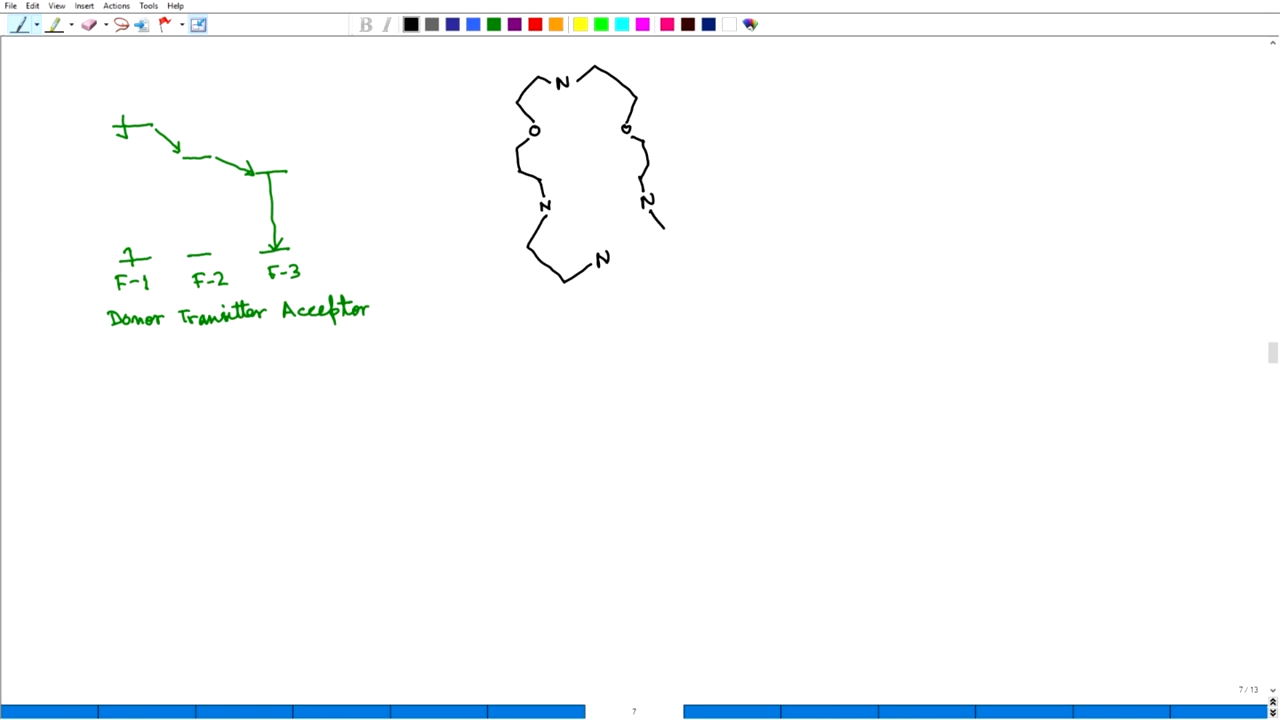 File Edit View Insert Actions Tools Help
B I
N
O O
N N
N
F-1 F-2 F-3
Donor Transitter Acceptor
7 / 13
7